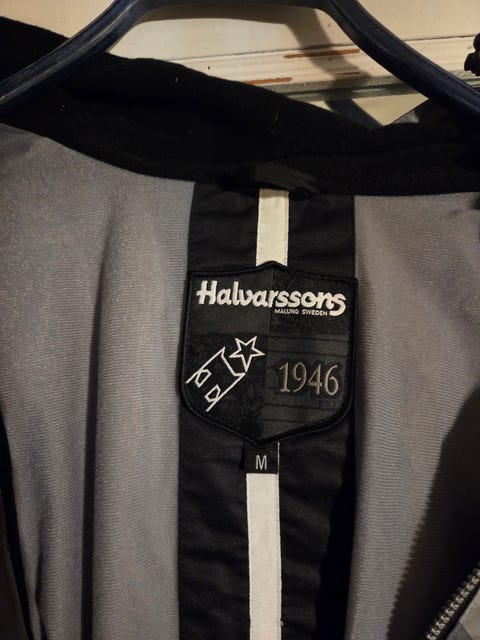 Halvarssons
MALUNG SWEDEN
1946
M